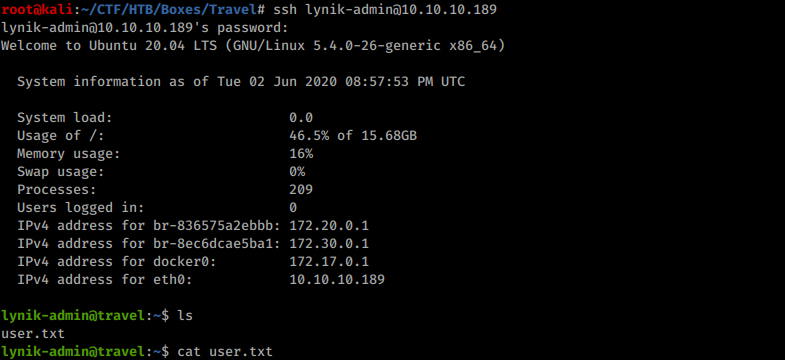 root@kali:~/CTF/HTB/Boxes/Travel# ssh lynik-admin@10.10.10.189
lynik-admin@10.10.10.189's password:
Welcome to Ubuntu 20.04 LTS (GNU/Linux 5.4.0-26-generic x86_64)
System information as of Tue 02 Jun 2020 08:57:53 PM UTC
System load: 0.0
Usage of /: 46.5% of 15.68GB
Memory usage: 16%
Swap usage: 0%
Processes: 209
Users logged in: 0
IPv4 address for br-836575a2ebbb: 172.20.0.1
IPv4 address for br-8ec6dcae5ba1: 172.30.0.1
IPv4 address for docker0: 172.17.0.1
IPv4 address for eth0: 10.10.10.189
lynik-admin@travel:~$ ls
user.txt
lynik-admin@travel:~$ cat user.txt